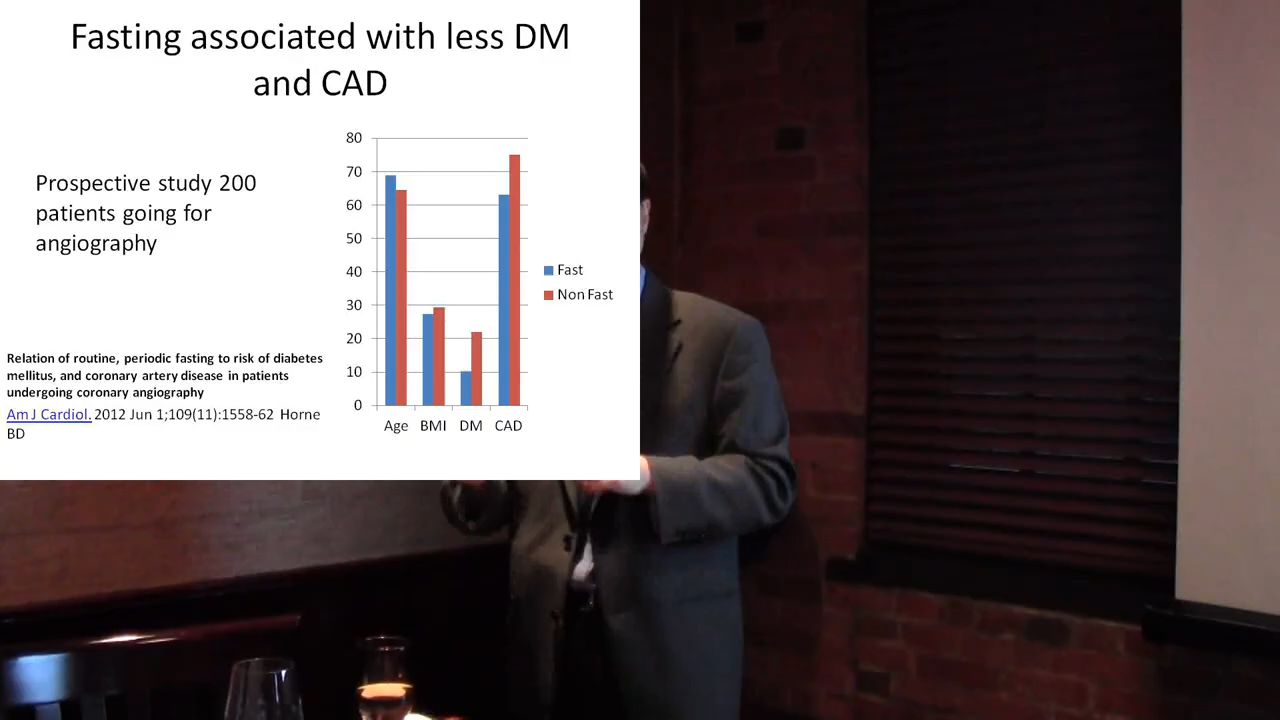 Fasting associated with less DM
and CAD
Prospective study 200
patients going for
angiography
80
70
60
50
40
30
20
10
0
Age BMI DM CAD
Fast
Non Fast
Relation of routine, periodic fasting to risk of diabetes
mellitus, and coronary artery disease in patients
undergoing coronary angiography
Am J Cardiol. 2012 Jun 1;109(11):1558-62 Horne
BD